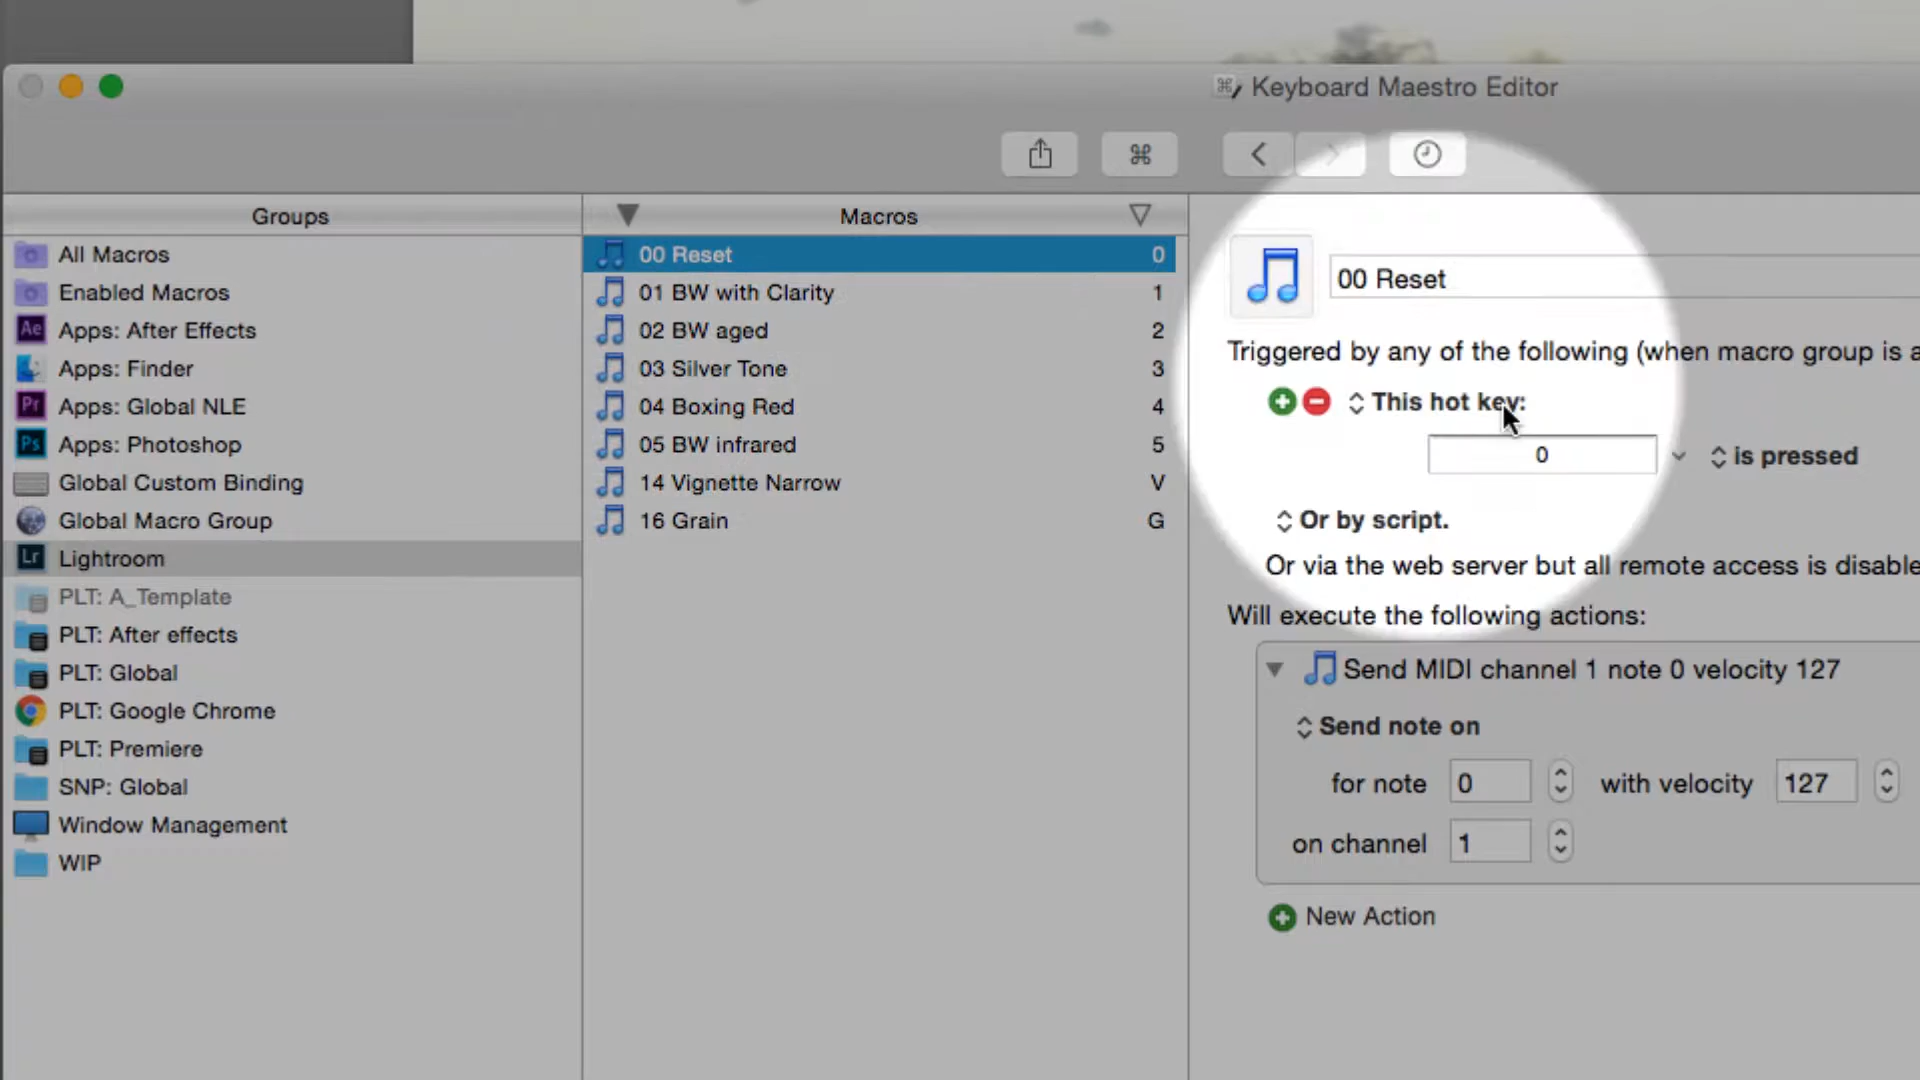 Keyboard Maestro Editor
Groups
All Macros
Enabled Macros
Ae Apps: After Effects
Apps: Finder
Pr Apps: Global NLE
Ps Apps: Photoshop
Global Custom Binding
Global Macro Group
Lr Lightroom
PLT: A_Template
PLT: After effects
PLT: Global
PLT: Google Chrome
PLT: Premiere
SNP: Global
Window Management
WIP
Macros
00 Reset 0
01 BW with Clarity 1
02 BW aged 2
03 Silver Tone 3
04 Boxing Red 4
05 BW infrared 5
14 Vignette Narrow V
16 Grain G
00 Reset
Triggered by any of the following (when macro group is a
This hot key:
0 is pressed
Or by script.
Or via the web server but all remote access is disable
Will execute the following actions:
Send MIDI channel 1 note 0 velocity 127
Send note on
for note 0 with velocity 127
on channel 1
New Action